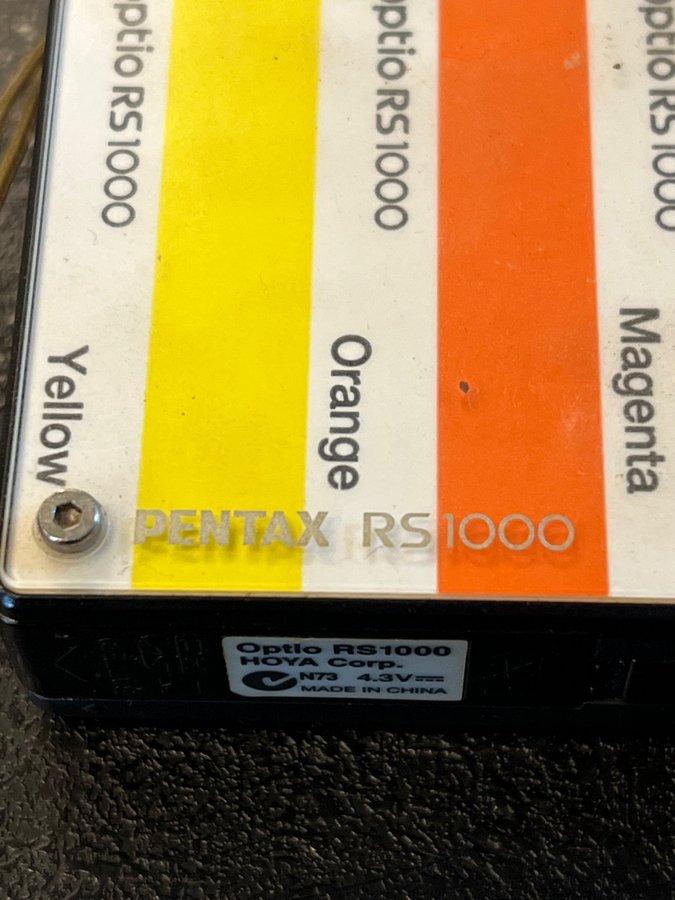 optio RS1000
optio RS1000
optio RS1000
Yellow
Orange
Magenta
PENTAX RS1000
Optio RS1000
HOYA Corp.
N73 4.3V⎓
MADE IN CHINA